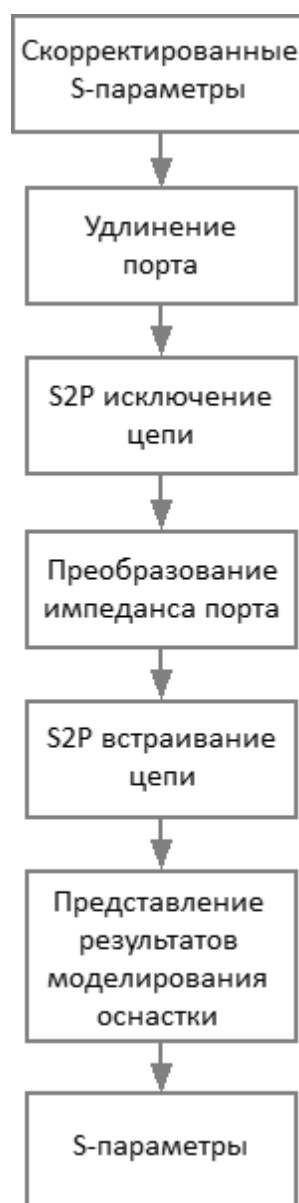 Скорректированные
S-параметры
Удлинение
порта
S2P исключение
цепи
Преобразование
импеданса порта
S2P встраивание
цепи
Представление
результатов
моделирования
оснастки
S-параметры